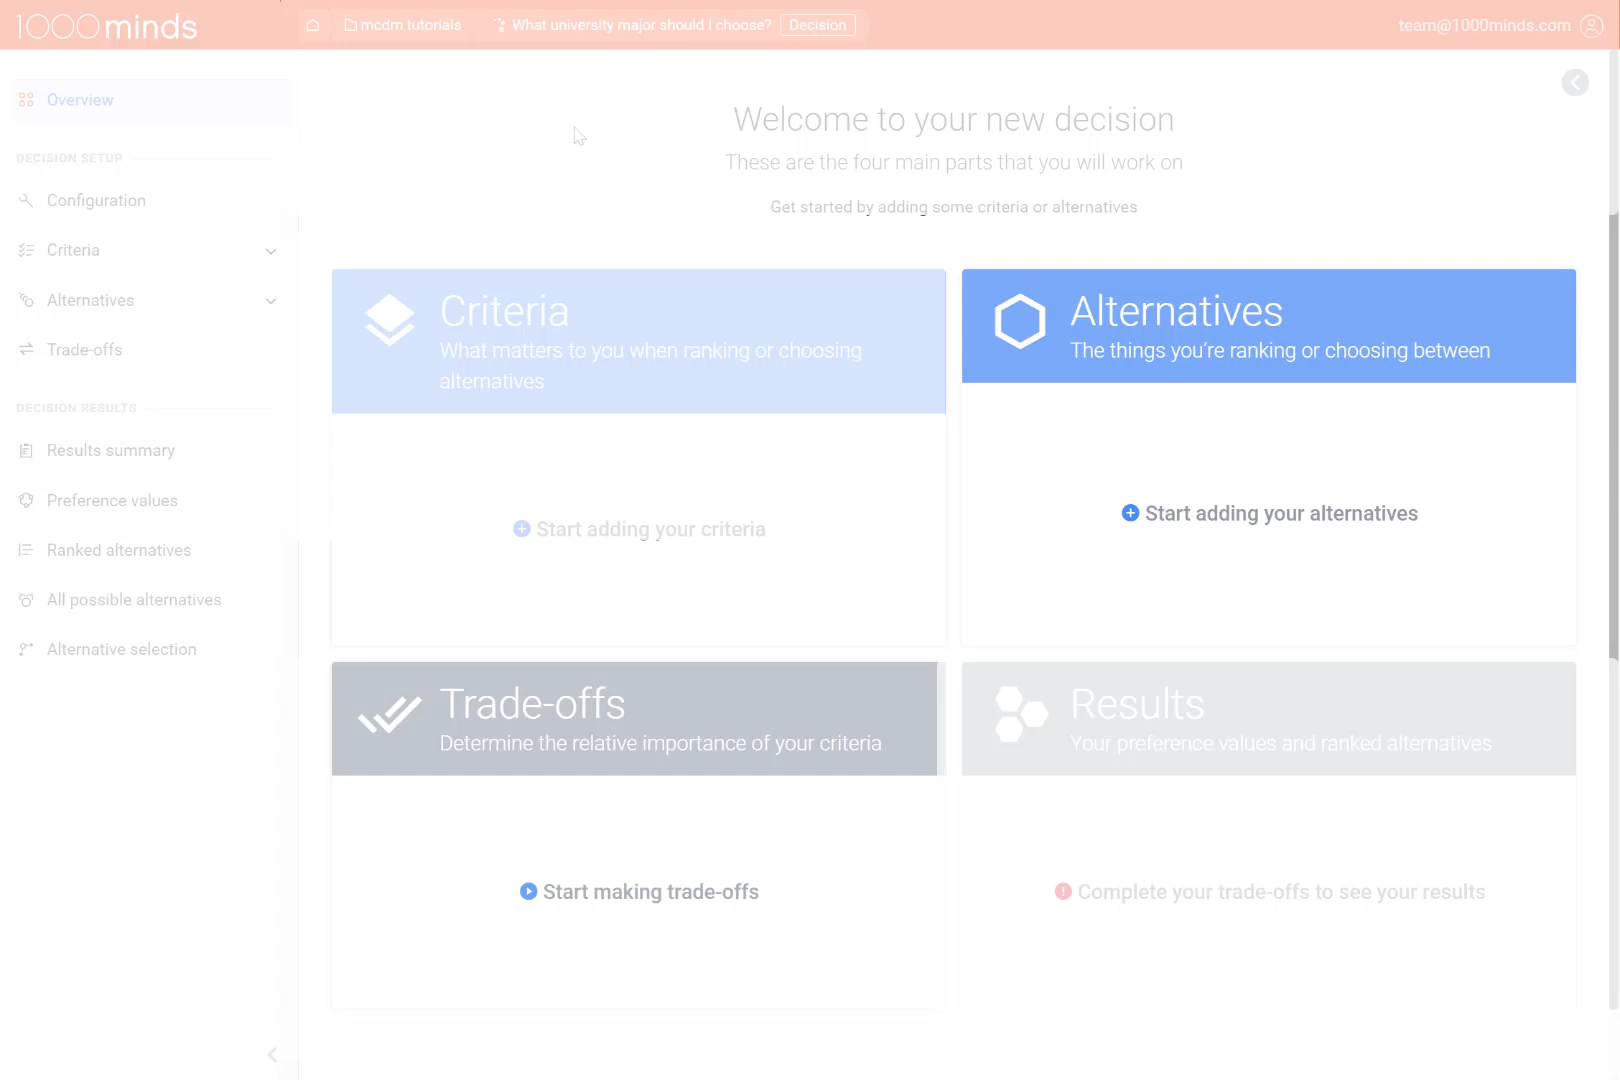 1000minds
mcdm tutorials
What university major should I choose?
Decision
team@1000minds.com
Overview
DECISION SETUP
Configuration
Criteria
Alternatives
Trade-offs
DECISION RESULTS
Results summary
Preference values
Ranked alternatives
All possible alternatives
Alternative selection
Welcome to your new decision
These are the four main parts that you will work on
Get started by adding some criteria or alternatives
Criteria
What matters to you when ranking or choosing
alternatives
Start adding your criteria
Alternatives
The things you're ranking or choosing between
Start adding your alternatives
Trade-offs
Determine the relative importance of your criteria
Start making trade-offs
Results
Your preference values and ranked alternatives
Complete your trade-offs to see your results